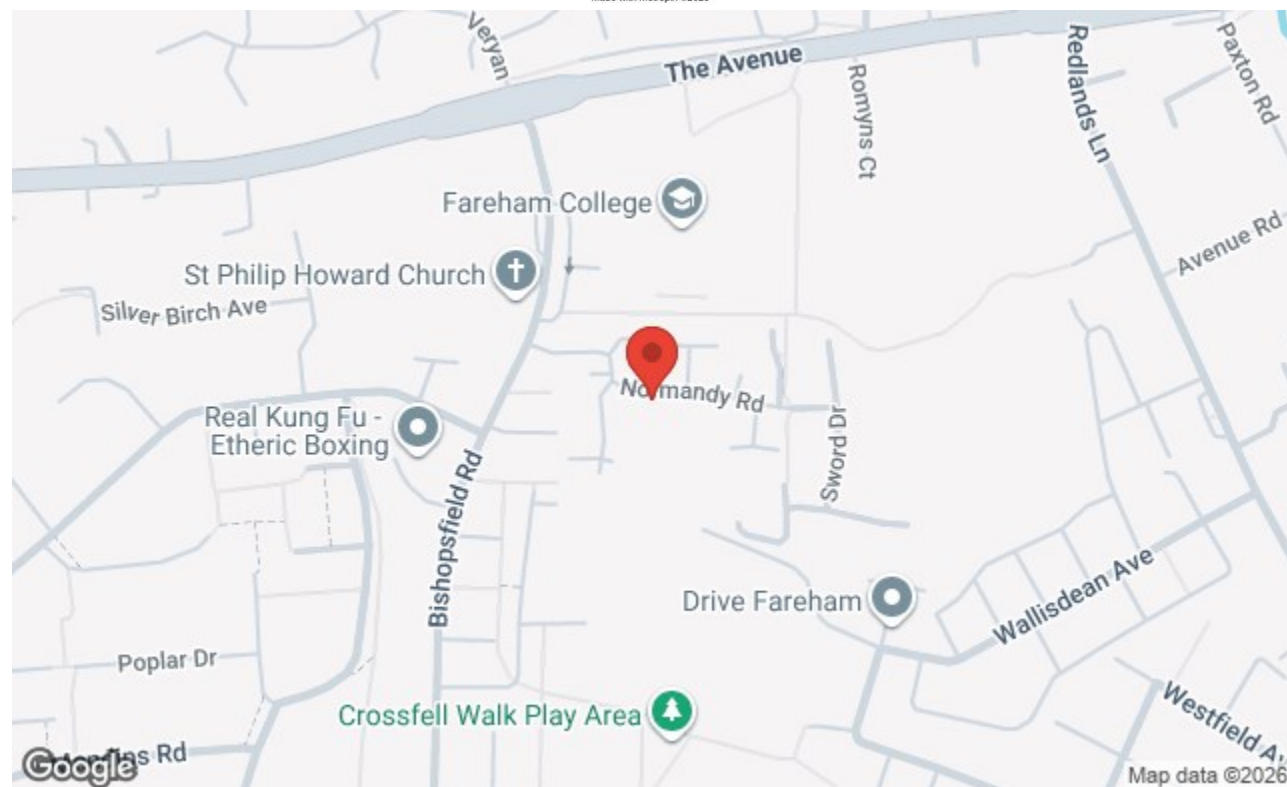 Veryan
The Avenue
Romyns Ct
Redlands Ln
Paxton Rd
Fareham College
Avenue Rd
St Philip Howard Church
Silver Birch Ave
Normandy Rd
Real Kung Fu -
Etheric Boxing
Sword Dr
Bishopsfield Rd
Drive Fareham
Wallisdean Ave
Poplar Dr
Crossfell Walk Play Area
Westfield Av
Rd
Google
Map data ©2026